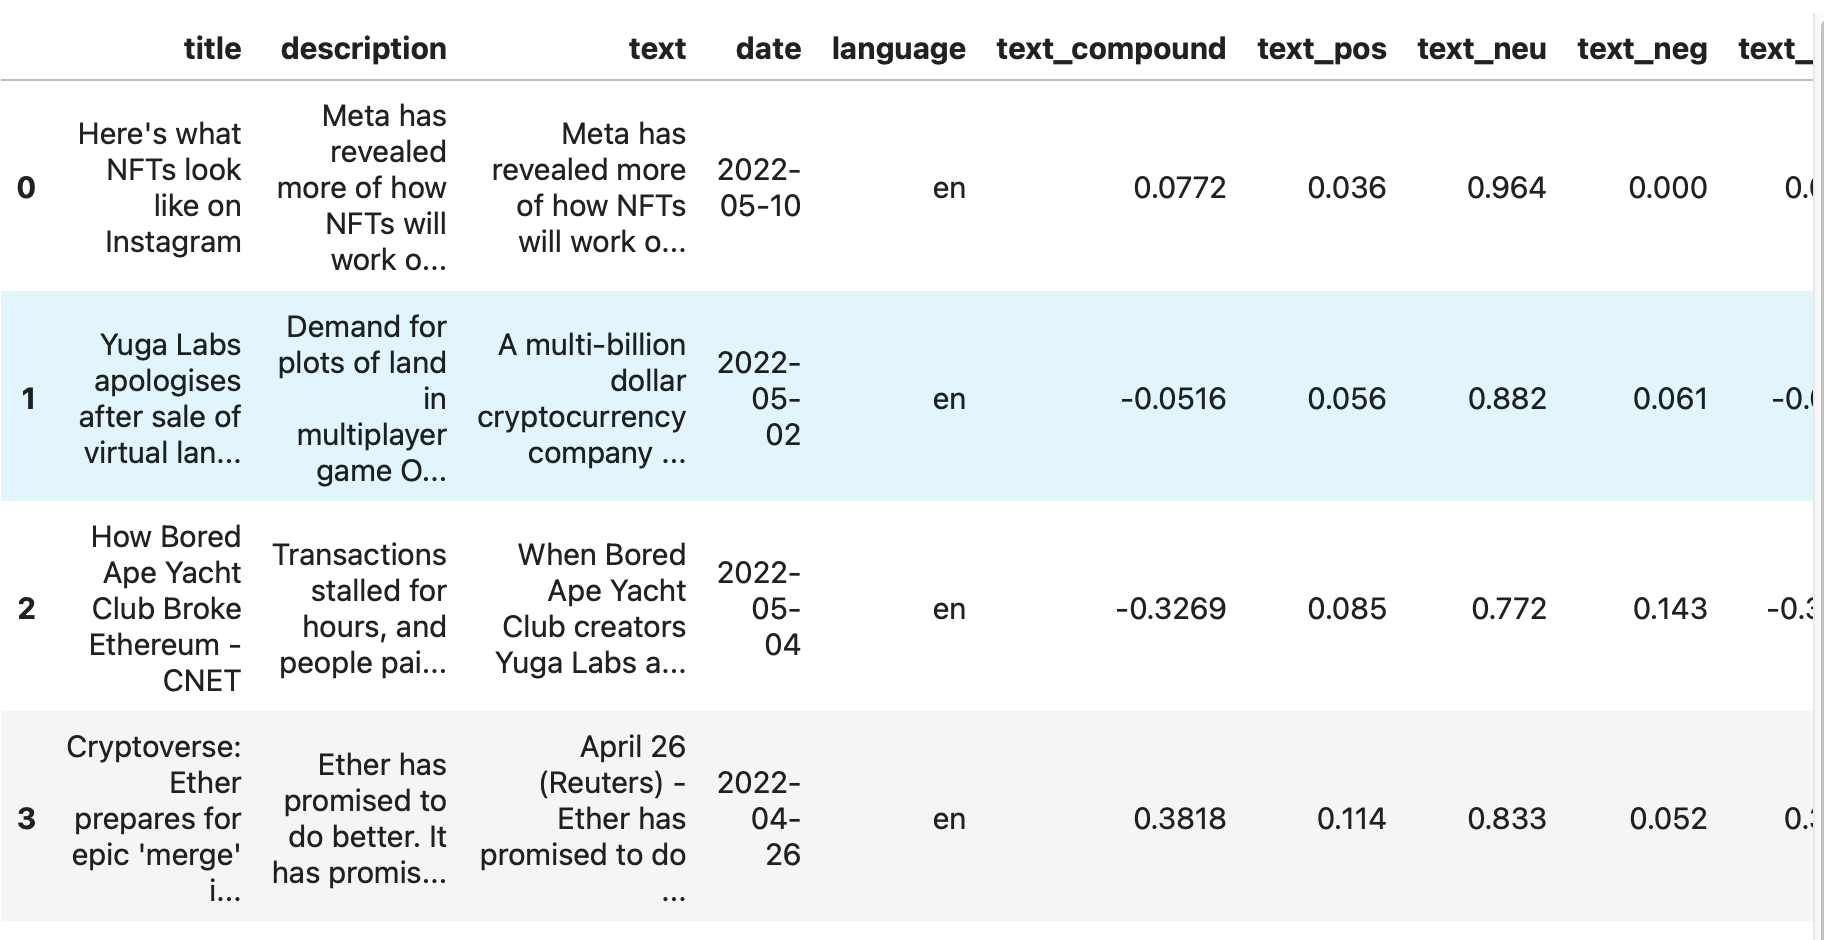 title description text date language text_compound text_pos text_neu text_neg text_
0 Here's what NFTs look like on Instagram Meta has revealed more of how NFTs will work o... Meta has revealed more of how NFTs will work o... 2022-05-10 en 0.0772 0.036 0.964 0.000
1 Yuga Labs apologises after sale of virtual lan... Demand for plots of land in multiplayer game O... A multi-billion dollar cryptocurrency company ... 2022-05-02 en -0.0516 0.056 0.882 0.061
2 How Bored Ape Yacht Club Broke Ethereum - CNET Transactions stalled for hours, and people pai... When Bored Ape Yacht Club creators Yuga Labs a... 2022-05-04 en -0.3269 0.085 0.772 0.143
3 Cryptoverse: Ether prepares for epic 'merge' i... Ether has promised to do better. It has promis... April 26 (Reuters) - Ether has promised to do ... 2022-04-26 en 0.3818 0.114 0.833 0.052